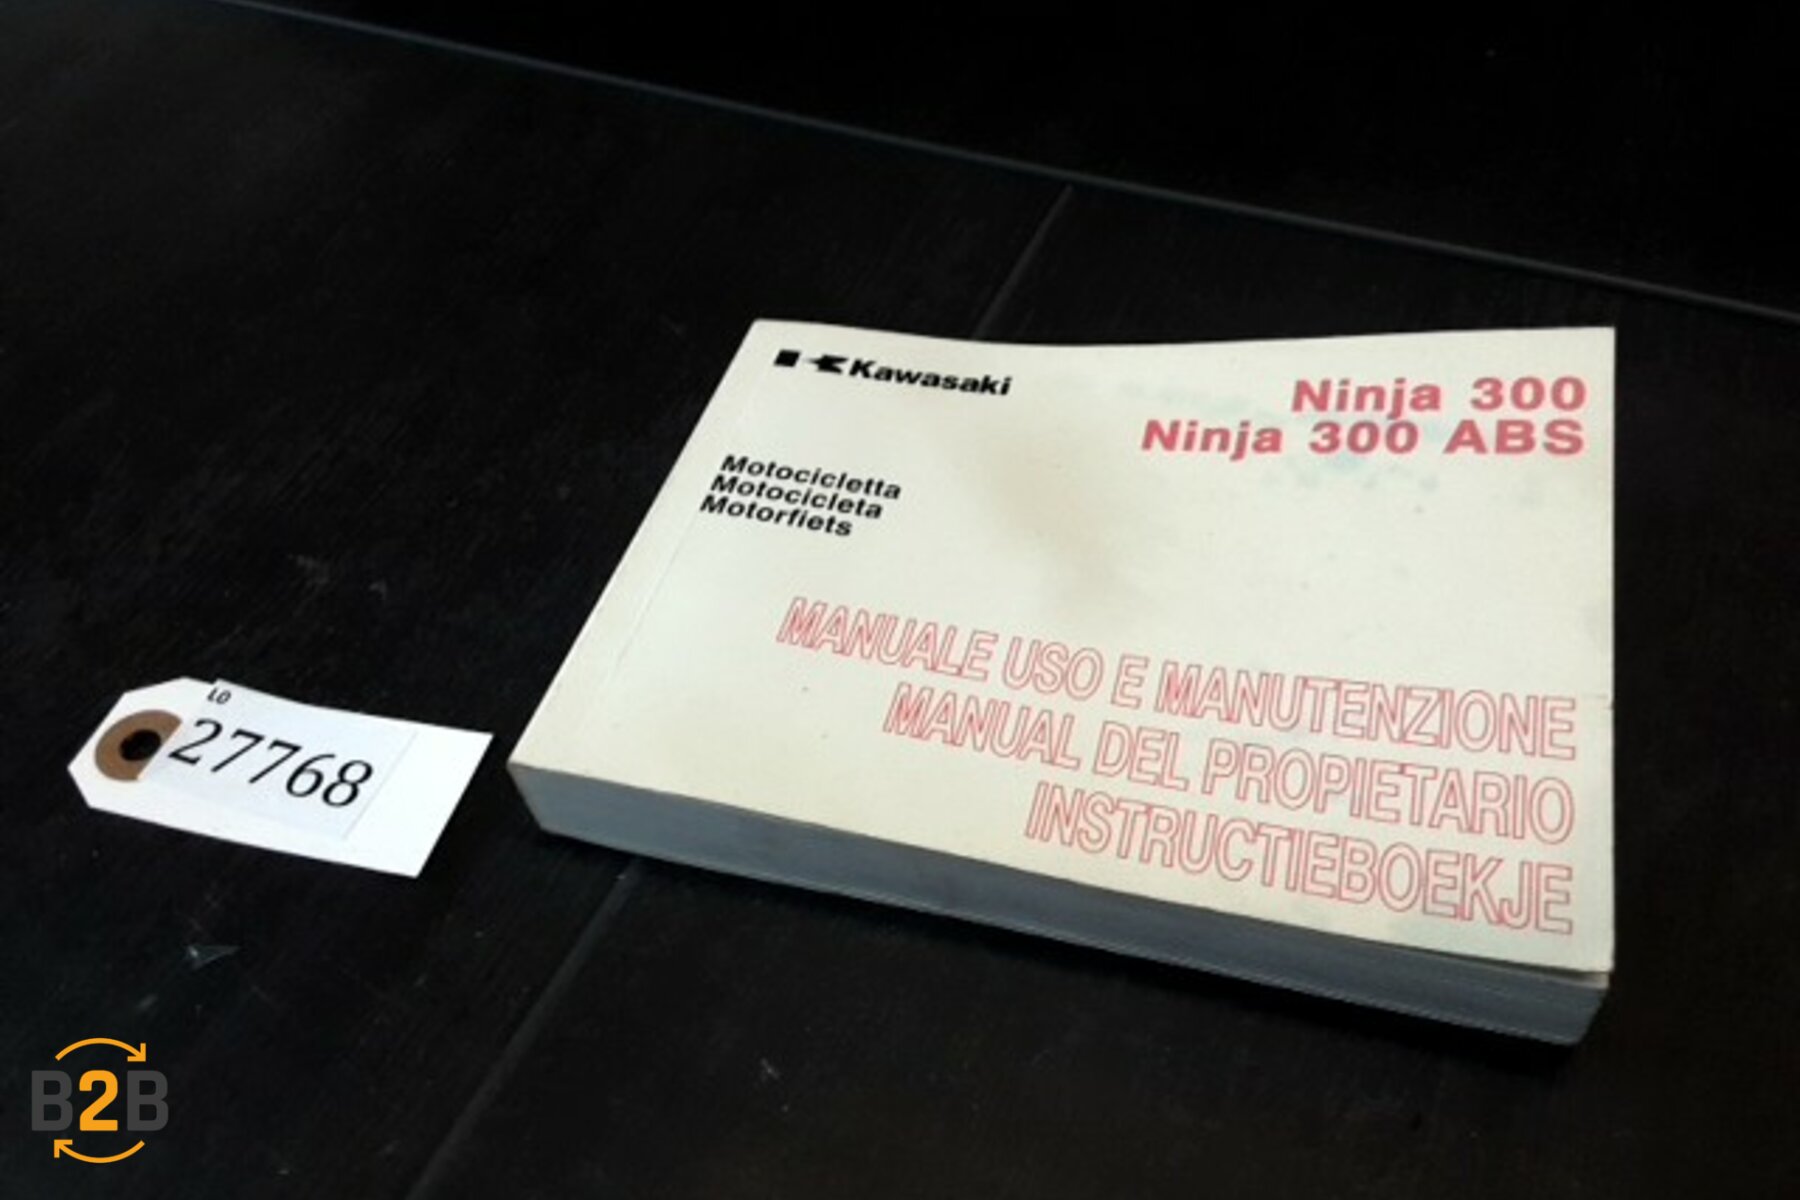 Kawasaki
Ninja 300
Ninja 300 ABS
Motocicletta
Motocicleta
Motorfiets
MANUALE USO E MANUTENZIONE
MANUAL DEL PROPIETARIO
INSTRUCTIEBOEKJE
LO
27768
B2B